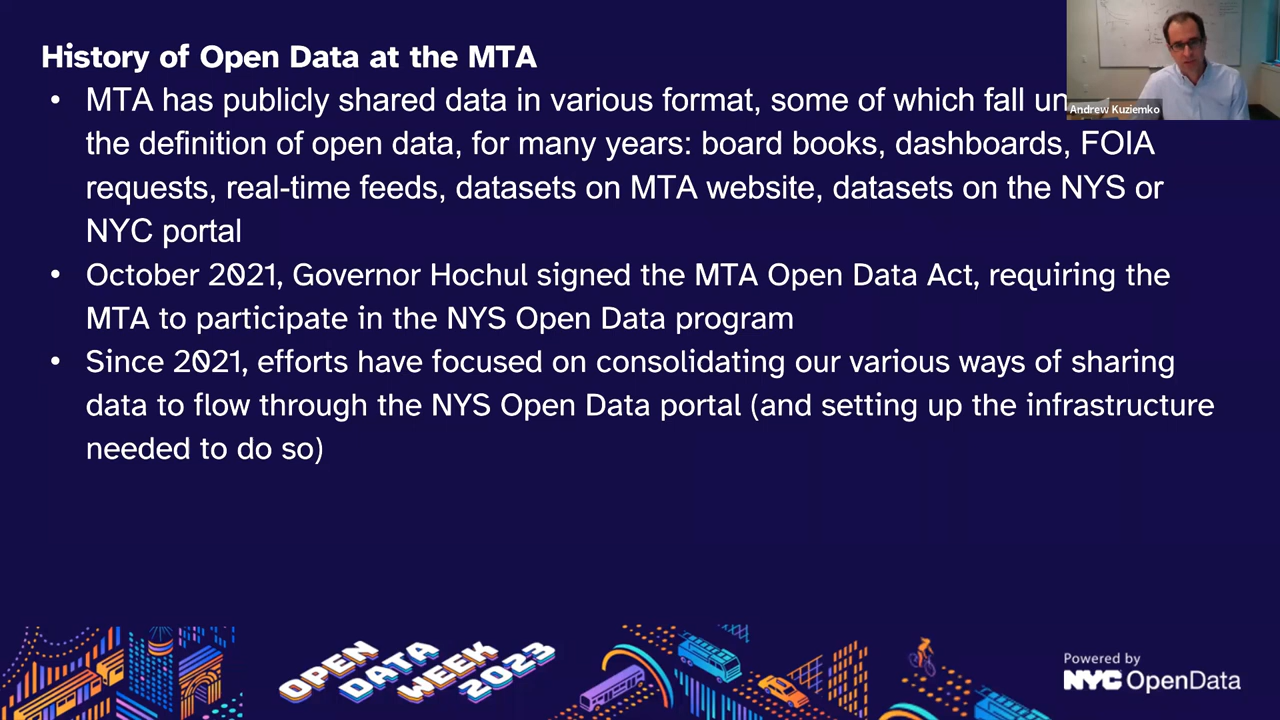 History of Open Data at the MTA
• MTA has publicly shared data in various format, some of which fall un
the definition of open data, for many years: board books, dashboards, FOIA
requests, real-time feeds, datasets on MTA website, datasets on the NYS or
NYC portal
• October 2021, Governor Hochul signed the MTA Open Data Act, requiring the
MTA to participate in the NYS Open Data program
• Since 2021, efforts have focused on consolidating our various ways of sharing
data to flow through the NYS Open Data portal (and setting up the infrastructure
needed to do so)
Andrew Kuziemko
OPEN
DATA
WEEK
2023
Powered by
NYC OpenData